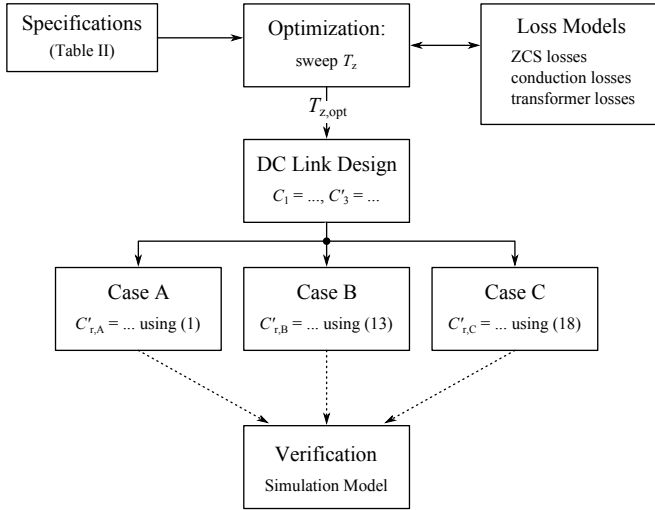 Specifications
(Table II)
Optimization:
sweep Tz
Loss Models
ZCS losses
conduction losses
transformer losses
Tz,opt
DC Link Design
C1 = ..., C′3 = ...
Case A
C′r,A = ... using (1)
Case B
C′r,B = ... using (13)
Case C
C′r,C = ... using (18)
Verification
Simulation Model